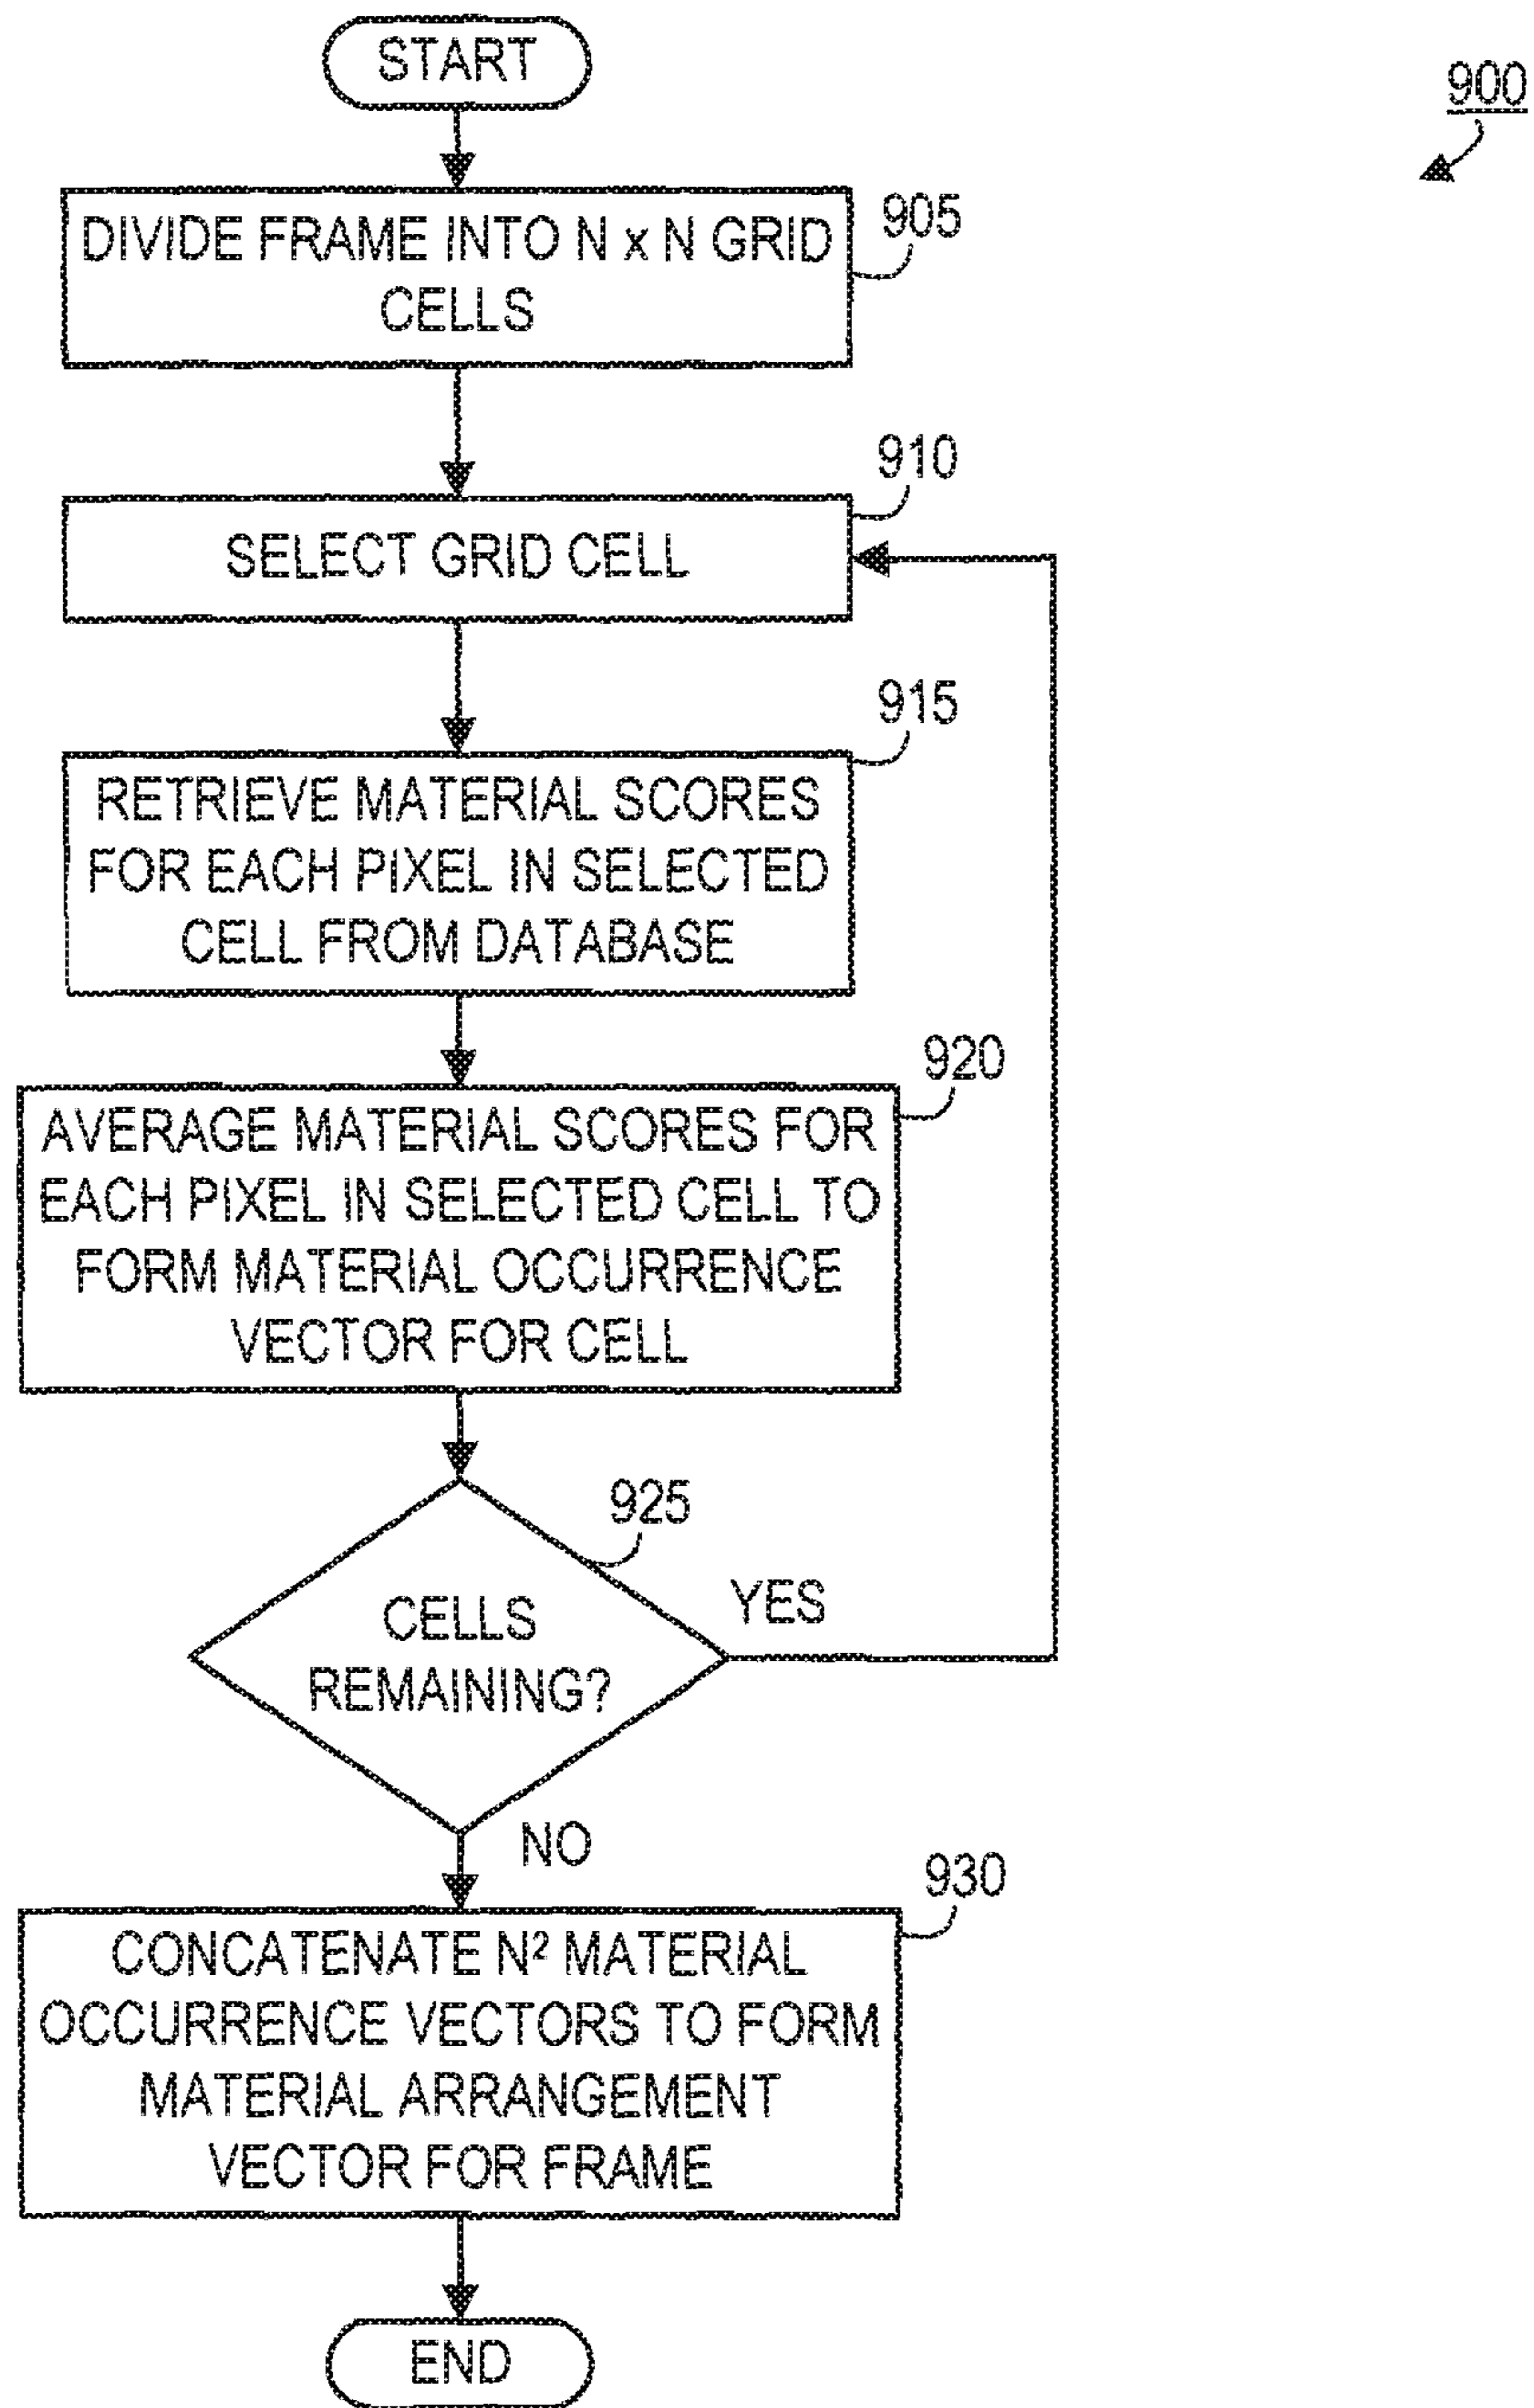 START
900
905
DIVIDE FRAME INTO N x N GRID
CELLS
910
SELECT GRID CELL
915
RETRIEVE MATERIAL SCORES
FOR EACH PIXEL IN SELECTED
CELL FROM DATABASE
920
AVERAGE MATERIAL SCORES FOR
EACH PIXEL IN SELECTED CELL TO
FORM MATERIAL OCCURRENCE
VECTOR FOR CELL
925
CELLS
REMAINING?
YES
NO
930
CONCATENATE N² MATERIAL
OCCURRENCE VECTORS TO FORM
MATERIAL ARRANGEMENT
VECTOR FOR FRAME
END